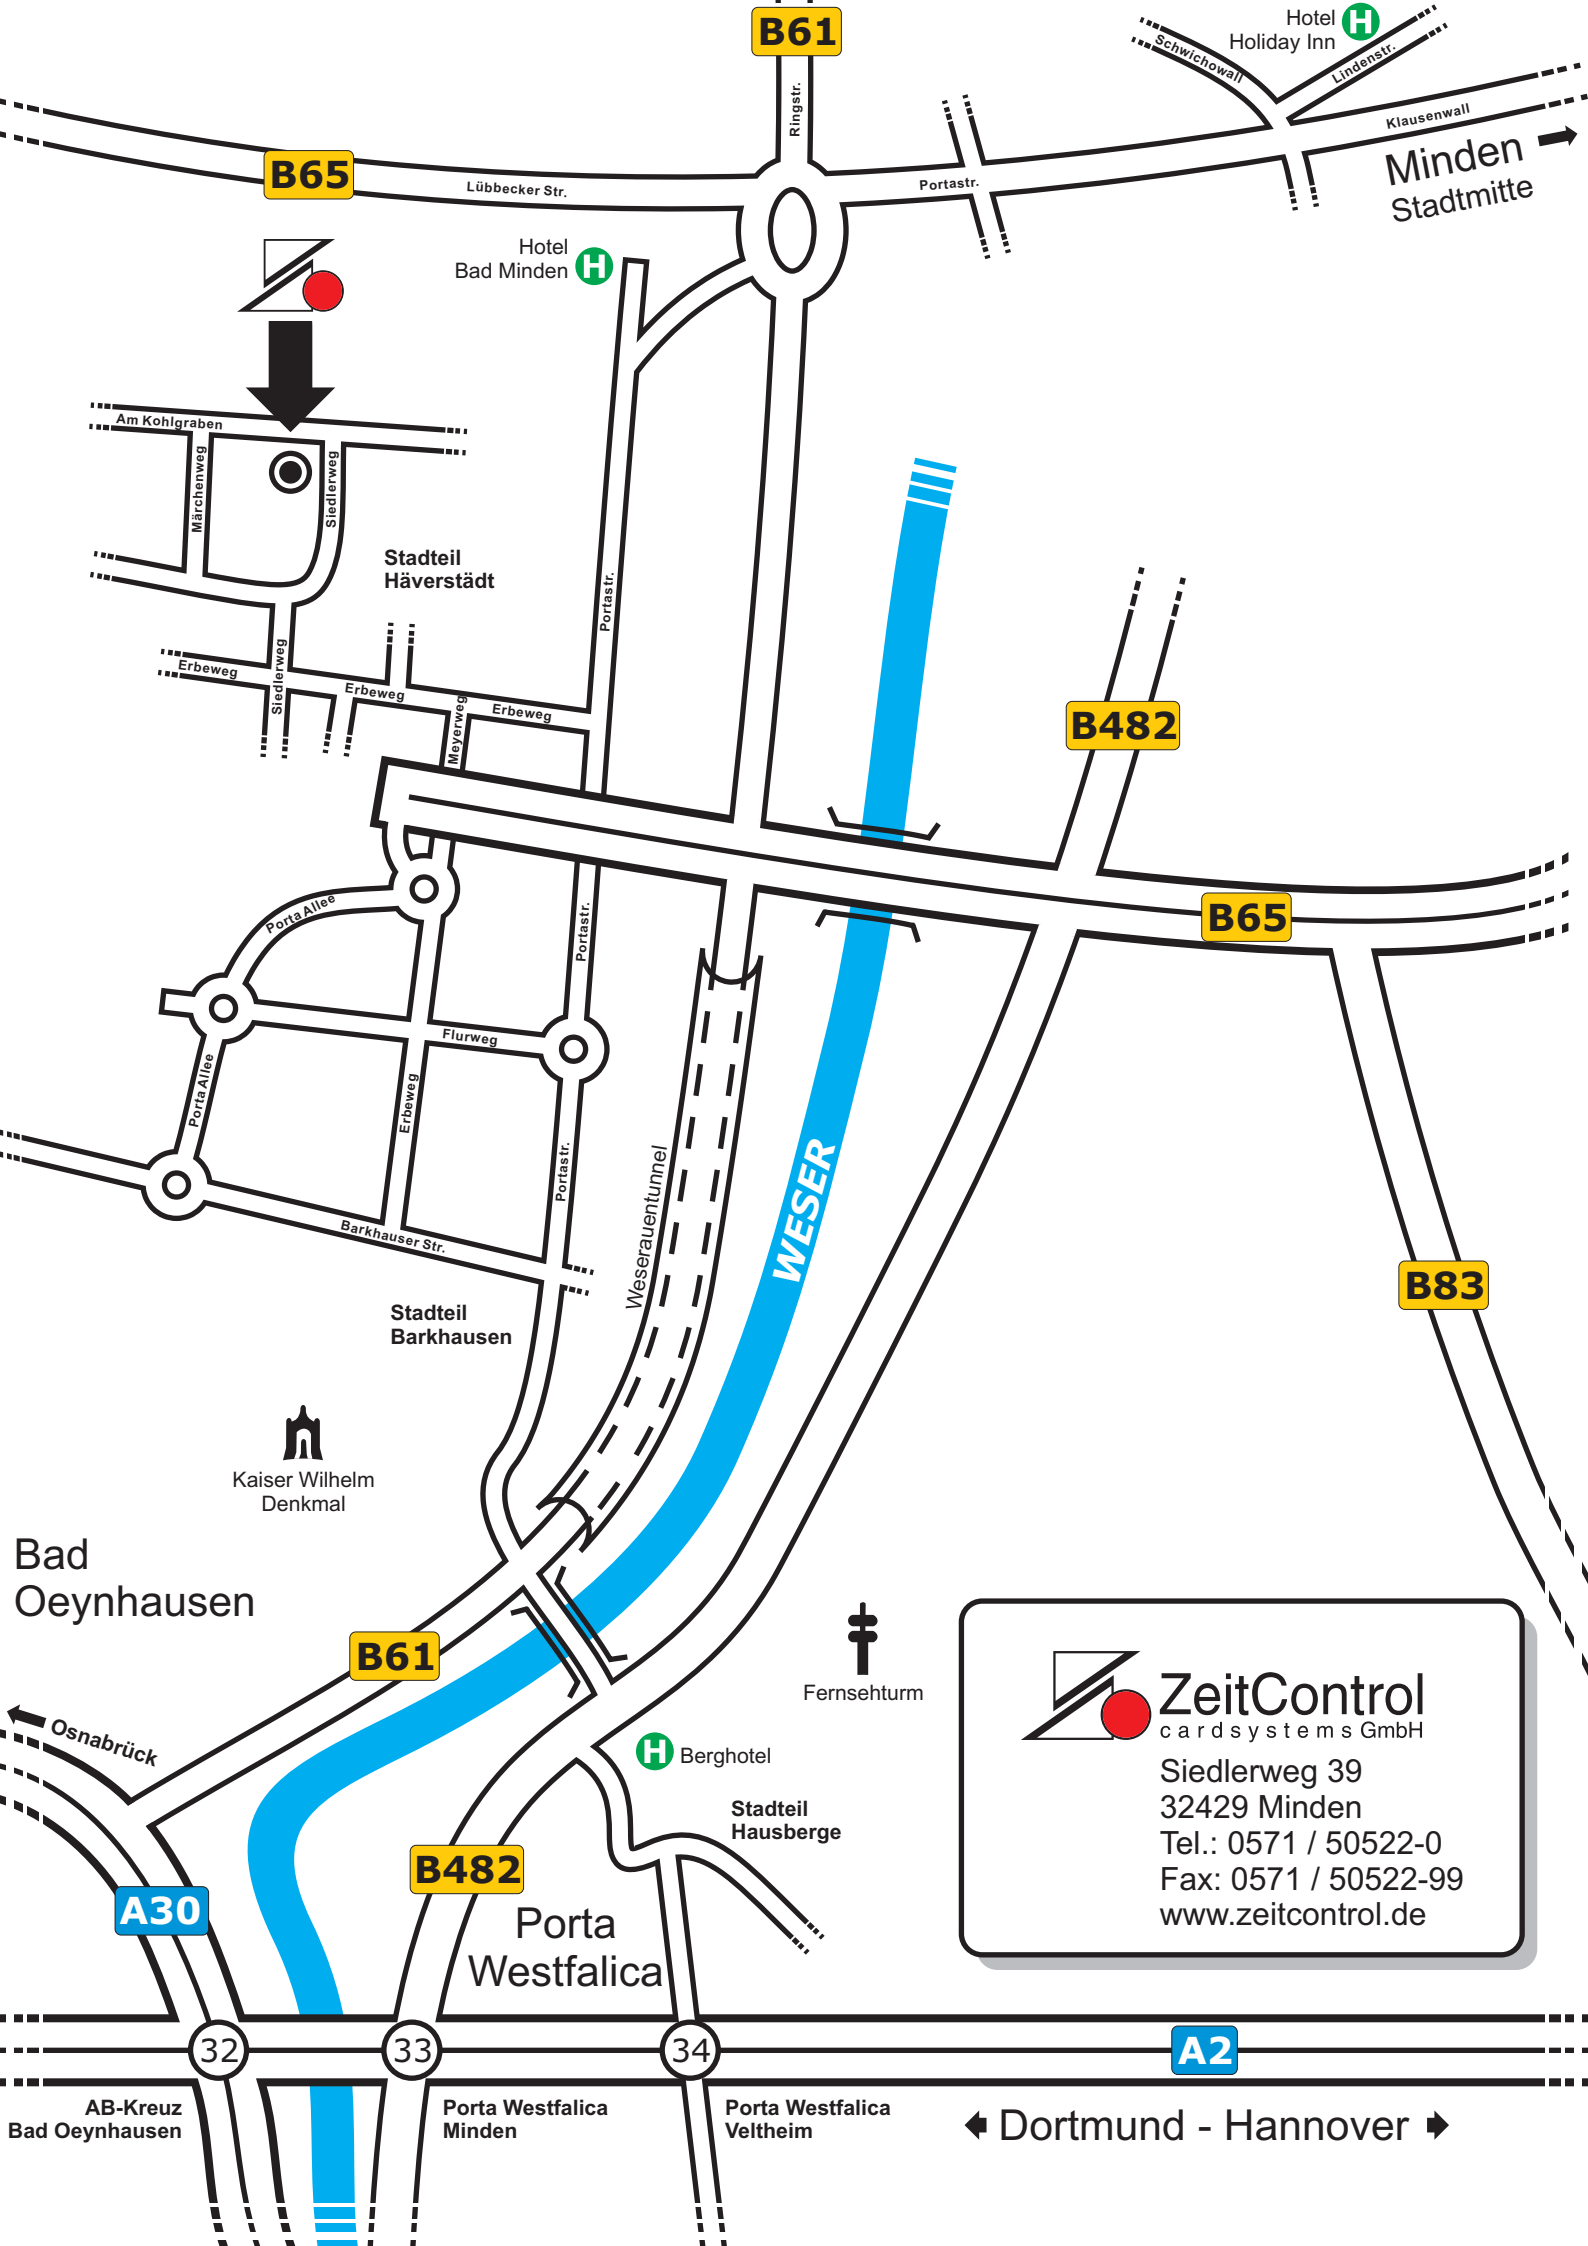 B61
Hotel
Holiday Inn
H
Schwichowall
Lindenstr.
Ringstr.
Klausenwall
Minden
Stadtmitte
B65
Lübbecker Str.
Portastr.
Hotel
Bad Minden
H
Am Kohlgraben
Märchenweg
Siedlerweg
Stadteil
Häverstädt
Portastr.
Erbeweg
Siedlerweg
Erbeweg
Meyerweg
Erbeweg
B482
Porta Allee
Portastr.
B65
Flurweg
Porta Allee
Erbeweg
Portastr.
Weserauentunnel
WESER
Barkhauser Str.
B83
Stadteil
Barkhausen
Kaiser Wilhelm
Denkmal
Bad
Oeynhausen
B61
Fernsehturm
Osnabrück
H
Berghotel
Stadteil
Hausberge
ZeitControl
cardsystems GmbH
Siedlerweg 39
32429 Minden
Tel.: 0571 / 50522-0
Fax: 0571 / 50522-99
www.zeitcontrol.de
B482
A30
Porta
Westfalica
32
33
34
A2
AB-Kreuz
Bad Oeynhausen
Porta Westfalica
Minden
Porta Westfalica
Veltheim
Dortmund - Hannover